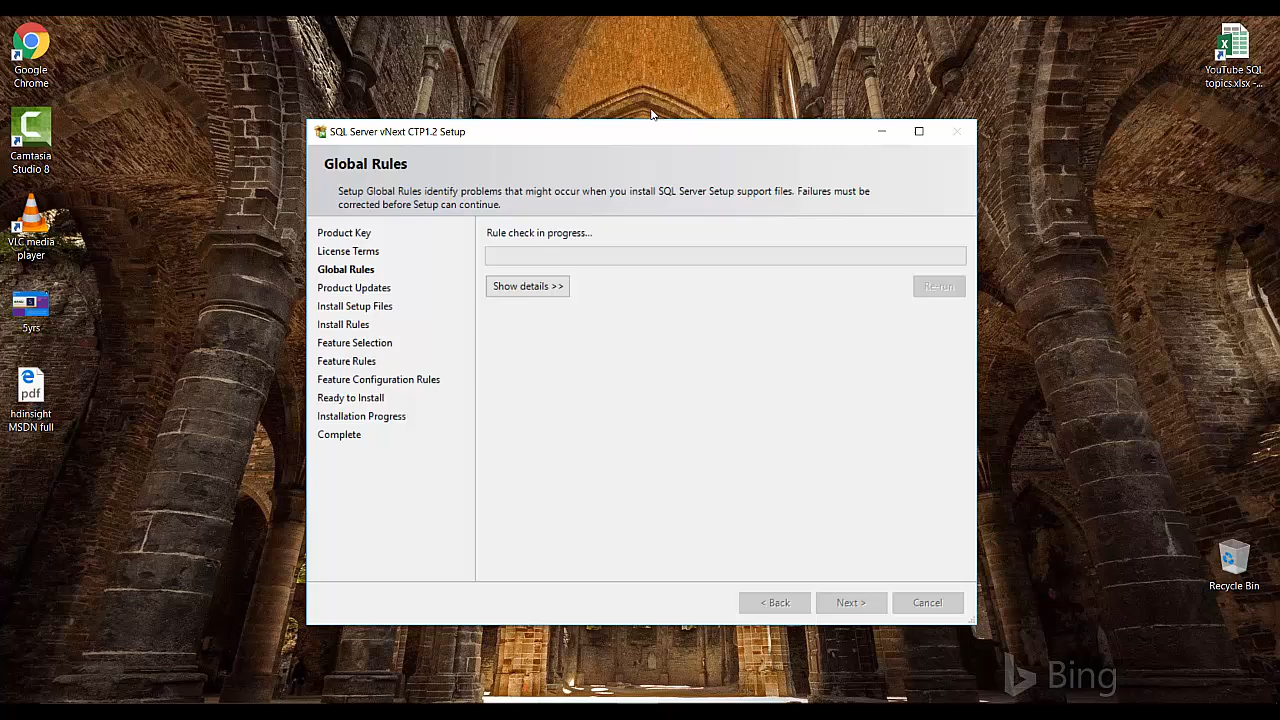 Google
Chrome
Camtasia
Studio 8
VLC media
player
5yrs
pdf
hdinsight
MSDN full
YouTube SQL
topics.xlsx -...
Recycle Bin
SQL Server vNext CTP1.2 Setup
Global Rules
Setup Global Rules identify problems that might occur when you install SQL Server Setup support files. Failures must be
corrected before Setup can continue.
Product Key
License Terms
Global Rules
Product Updates
Install Setup Files
Install Rules
Feature Selection
Feature Rules
Feature Configuration Rules
Ready to Install
Installation Progress
Complete
Rule check in progress...
Show details >>
Re-run
< Back
Next >
Cancel
Bing